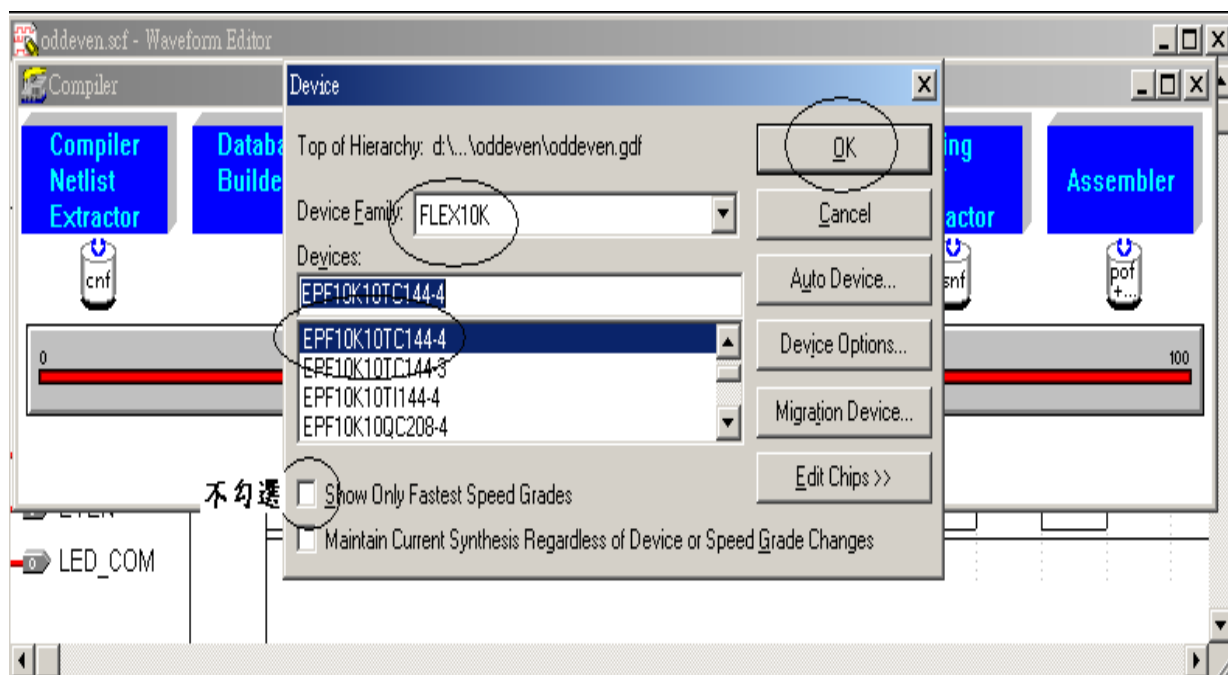 oddeven.scf - Waveform Editor
Compiler
Compiler
Netlist
Extractor
cnf
Databa
Builde
ing
actor
snf
Assembler
pof
+...
0
100
Device
Top of Hierarchy: d:\...\oddeven\oddeven.gdf
Device Family:
FLEX10K
Devices:
EPF10K10TC144-4
EPF10K10TC144-4
EPF10K10TC144-3
EPF10K10TI144-4
EPF10K10QC208-4
不勾選
Show Only Fastest Speed Grades
Maintain Current Synthesis Regardless of Device or Speed Grade Changes
OK
Cancel
Auto Device...
Device Options...
Migration Device...
Edit Chips >>
LED_COM